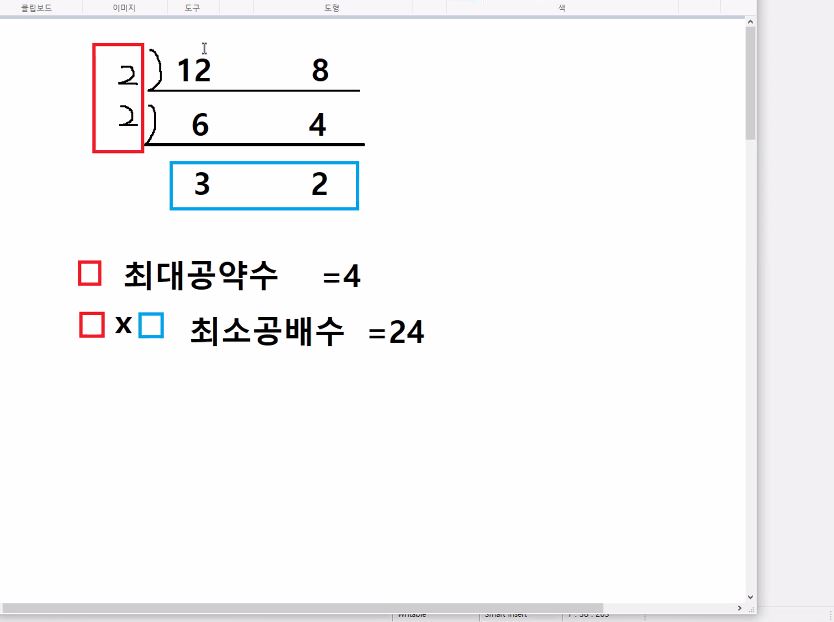 클립보드 이미지 도구 도형 색
2 ) 12 8
2 ) 6 4
3 2
□ 최대공약수 =4
□ x □ 최소공배수 =24
Writable Smart Insert